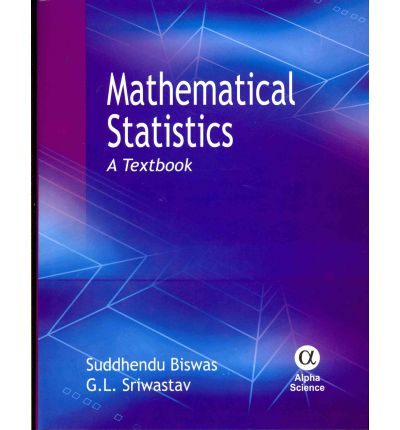 Mathematical
Statistics
A Textbook
Suddhendu Biswas
G.L. Sriwastav
α
Alpha
Science